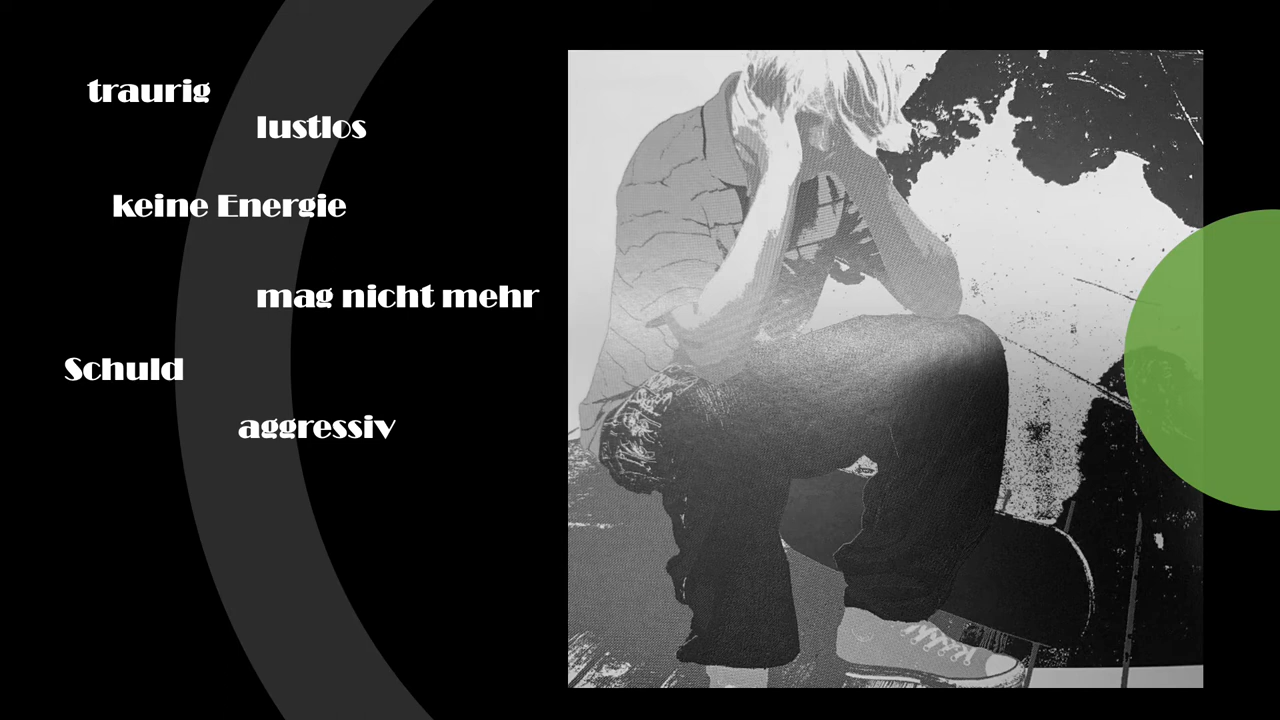 traurig
lustlos
keine Energie
mag nicht mehr
Schuld
aggressiv